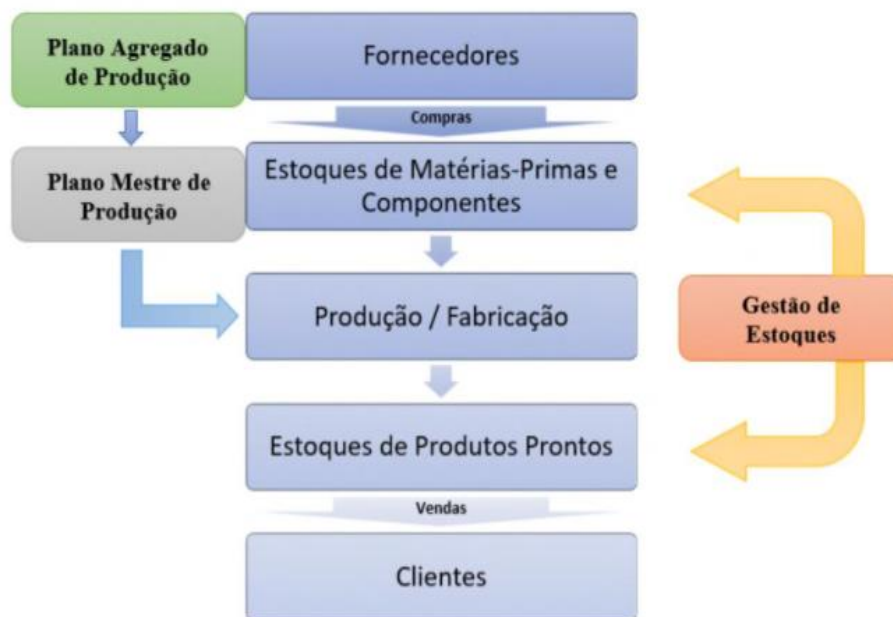 Plano Agregado
de Produção
Fornecedores
Compras
Plano Mestre de
Produção
Estoques de Matérias-Primas e
Componentes
Produção / Fabricação
Gestão de
Estoques
Estoques de Produtos Prontos
Vendas
Clientes